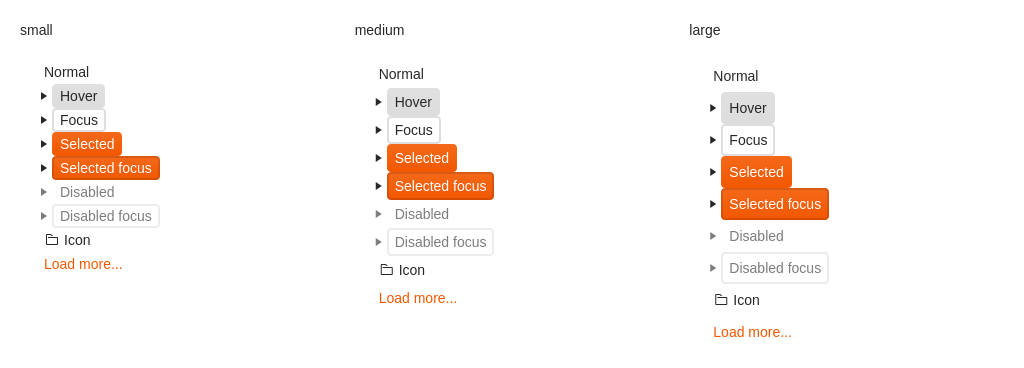 small
Normal
Hover
Focus
Selected
Selected focus
Disabled
Disabled focus
Icon
Load more...
medium
Normal
Hover
Focus
Selected
Selected focus
Disabled
Disabled focus
Icon
Load more...
large
Normal
Hover
Focus
Selected
Selected focus
Disabled
Disabled focus
Icon
Load more...